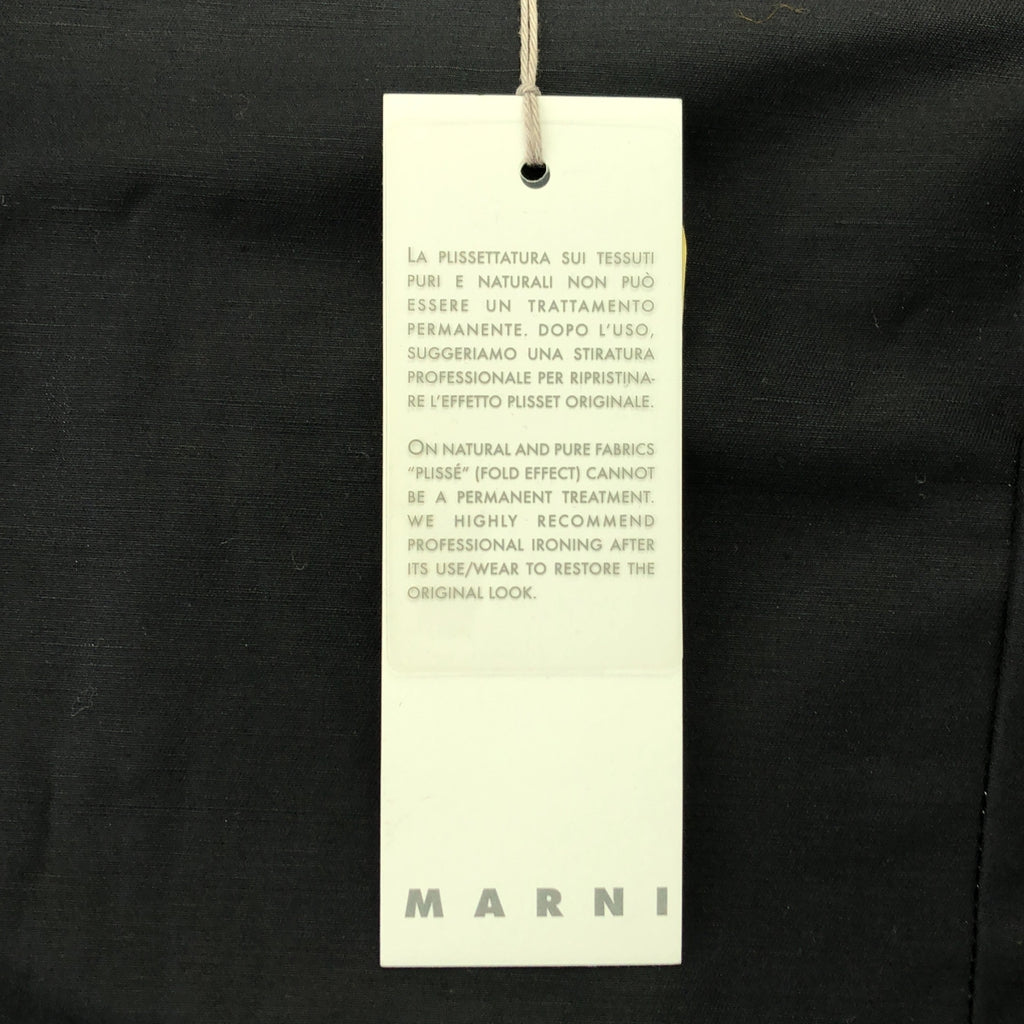 LA PLISSETTATURA SUI TESSUTI
PURI E NATURALI NON PUÒ
ESSERE UN TRATTAMENTO
PERMANENTE. DOPO L'USO,
SUGGERIAMO UNA STIRATURA
PROFESSIONALE PER RIPRISTINA-
RE L'EFFETTO PLISSET ORIGINALE.
ON NATURAL AND PURE FABRICS
"PLISSÉ" (FOLD EFFECT) CANNOT
BE A PERMANENT TREATMENT.
WE HIGHLY RECOMMEND
PROFESSIONAL IRONING AFTER
ITS USE/WEAR TO RESTORE THE
ORIGINAL LOOK.
MARNI